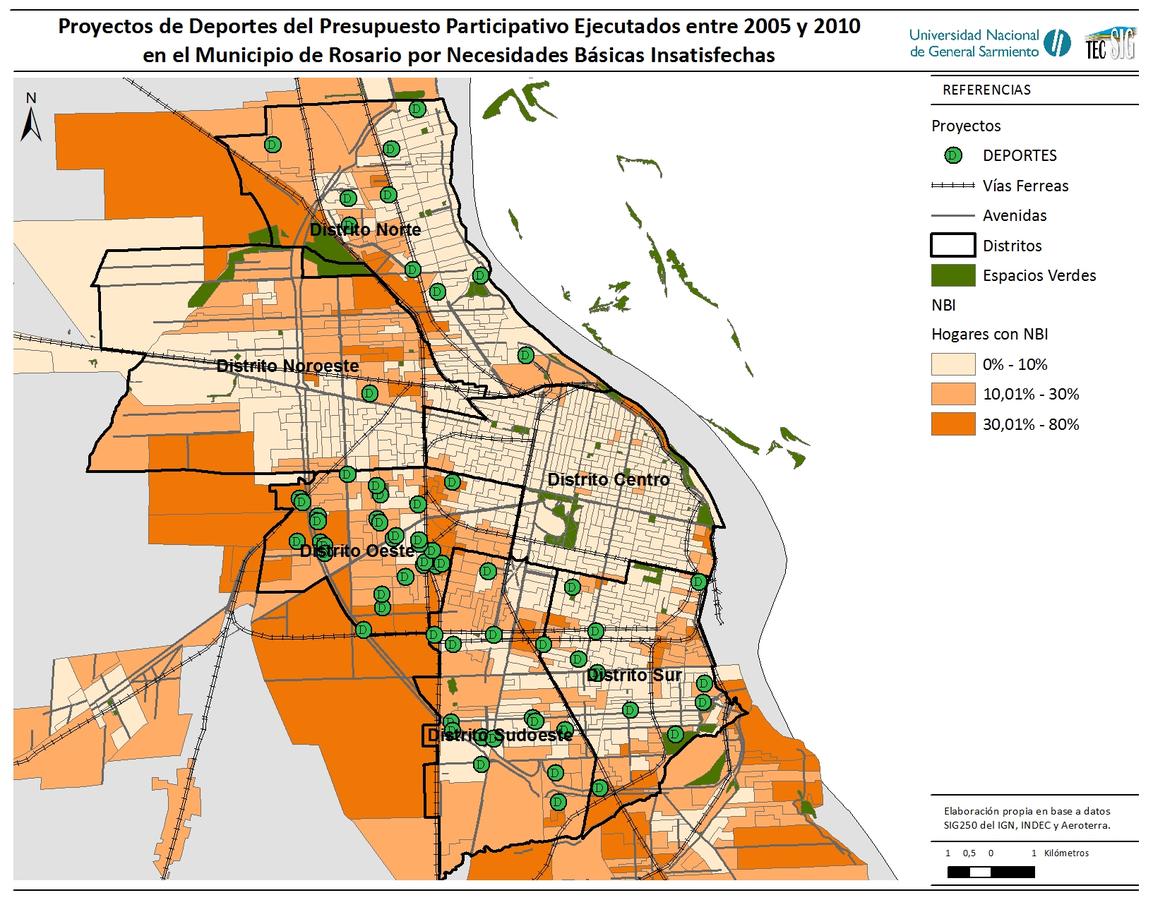 Proyectos de Deportes del Presupuesto Participativo Ejecutados entre 2005 y 2010
en el Municipio de Rosario por Necesidades Básicas Insatisfechas
Universidad Nacional
de General Sarmiento
TEC SIG
N
Distrito Norte
Distrito Noroeste
Distrito Centro
Distrito Oeste
Distrito Sur
Distrito Sudoeste
REFERENCIAS
Proyectos
D DEPORTES
Vías Ferreas
Avenidas
Distritos
Espacios Verdes
NBI
Hogares con NBI
0% - 10%
10,01% - 30%
30,01% - 80%
Elaboración propia en base a datos
SIG250 del IGN, INDEC y Aeroterra.
1 0,5 0 1 Kilómetros